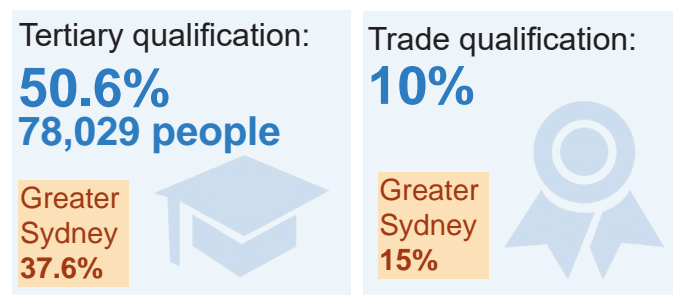 Tertiary qualification:
50.6%
78,029 people
Greater
Sydney
37.6%
Trade qualification:
10%
Greater
Sydney
15%